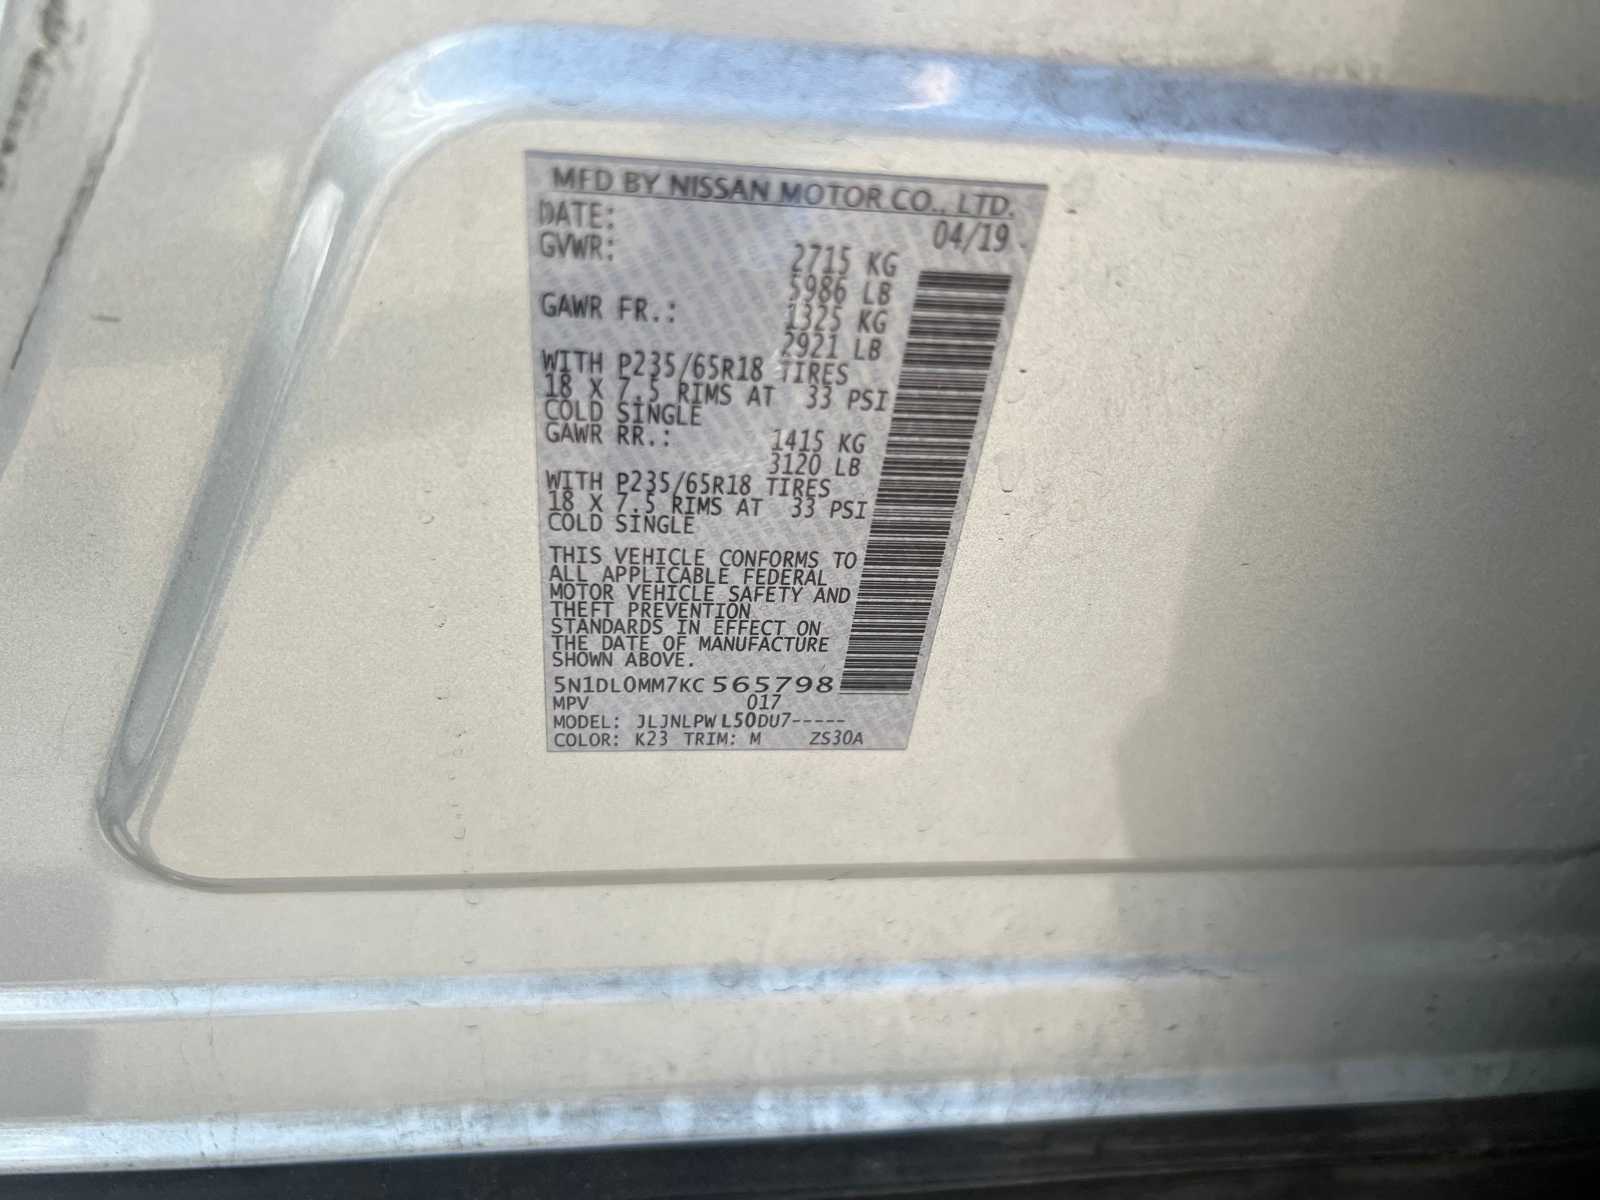 MFD BY NISSAN MOTOR CO., LTD.
DATE: 04/19
GVWR: 2715 KG
5986 LB
GAWR FR.: 1325 KG
2921 LB
WITH P235/65R18 TIRES
18 X 7.5 RIMS AT 33 PSI
COLD SINGLE
GAWR RR.: 1415 KG
3120 LB
WITH P235/65R18 TIRES
18 X 7.5 RIMS AT 33 PSI
COLD SINGLE
THIS VEHICLE CONFORMS TO
ALL APPLICABLE FEDERAL
MOTOR VEHICLE SAFETY AND
THEFT PREVENTION
STANDARDS IN EFFECT ON
THE DATE OF MANUFACTURE
SHOWN ABOVE.
5N1DL0MM7KC565798
MPV 017
MODEL: JLJNLPWL50DU7-----
COLOR: K23 TRIM: M ZS30A